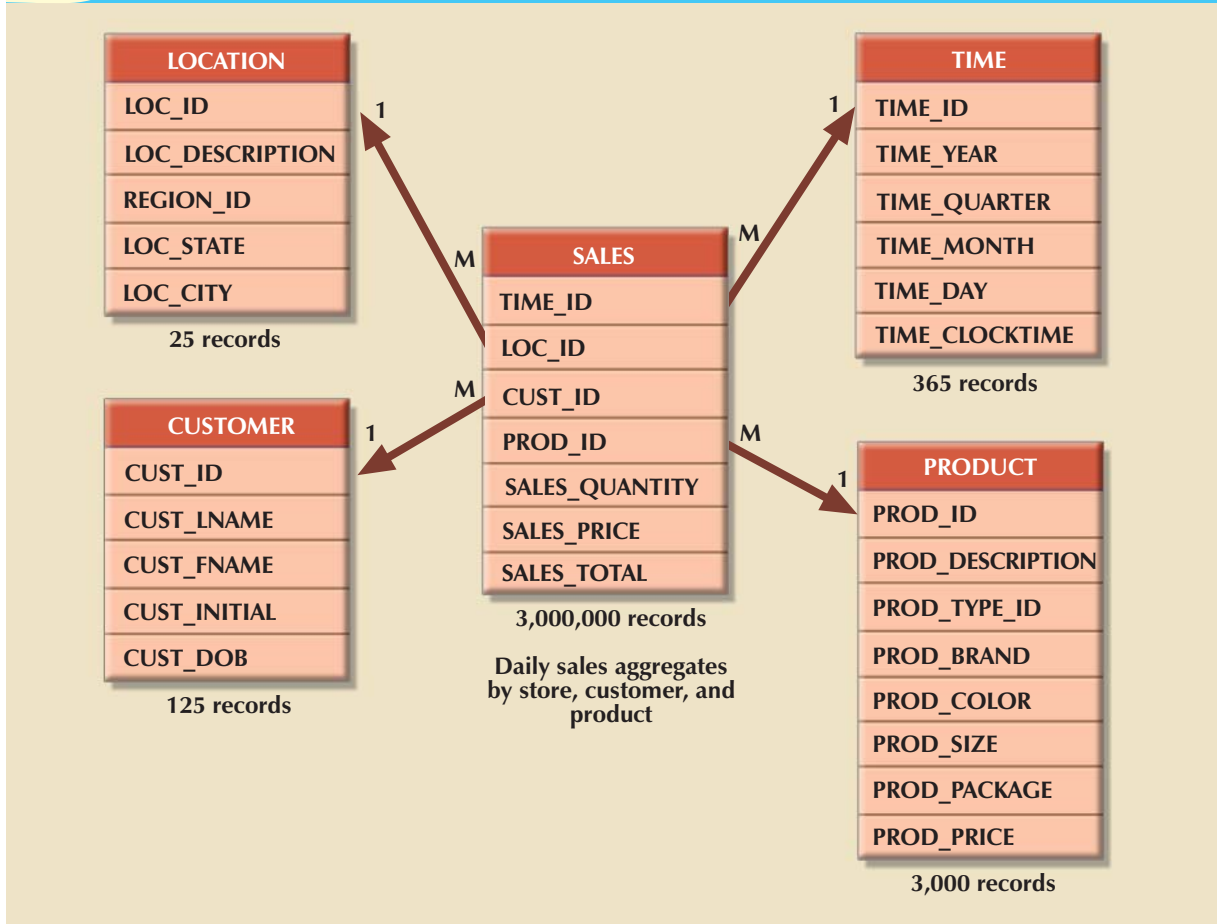 LOCATION
LOC_ID
LOC_DESCRIPTION
REGION_ID
LOC_STATE
LOC_CITY
25 records
1
M
TIME
TIME_ID
TIME_YEAR
TIME_QUARTER
TIME_MONTH
TIME_DAY
TIME_CLOCKTIME
365 records
1
M
SALES
TIME_ID
LOC_ID
CUST_ID
PROD_ID
SALES_QUANTITY
SALES_PRICE
SALES_TOTAL
3,000,000 records
Daily sales aggregates
by store, customer, and
product
CUSTOMER
CUST_ID
CUST_LNAME
CUST_FNAME
CUST_INITIAL
CUST_DOB
125 records
1
M
PRODUCT
PROD_ID
PROD_DESCRIPTION
PROD_TYPE_ID
PROD_BRAND
PROD_COLOR
PROD_SIZE
PROD_PACKAGE
PROD_PRICE
3,000 records
1
M